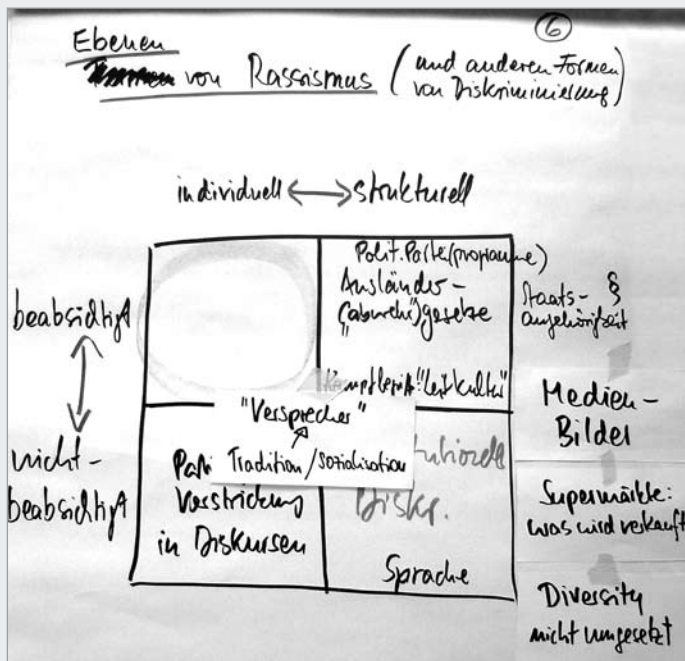 6
Ebenen
von Rassismus (und anderen Formen
von Diskriminierung)
individuell ↔ strukturell
beabsichtigt
nicht-
beabsichtigt
Polit. Partei(programme)
Ausländer-
("abwehr")gesetze
"Leitkultur"
Staats- §
angehörigkeit
"Versprecher"
Tradition/Sozialisation
Verstrickung
in Diskursen
Diskr.
Sprache
Medien-
Bilder
Supermärkte:
was wird verkauft
Diversity
nicht umgesetzt